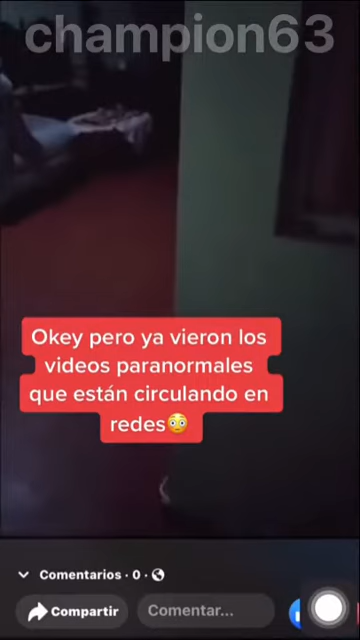 champion63
Okey pero ya vieron los
videos paranormales
que están circulando en
redes😳
Comentarios · 0 ·
Compartir
Comentar...